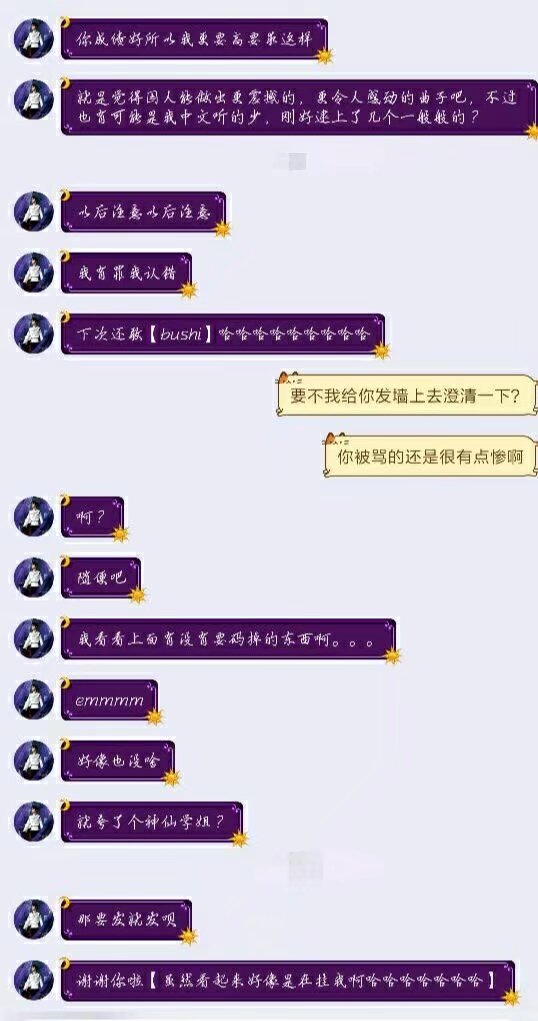 你成绩好所以我更要高要求这样
就是觉得国人能做出更震撼的，更令人感动的曲子吧，不过
也有可能是我中文听的少，刚好逮上了几个一般般的？
以后注意以后注意
我有罪我认错
下次还敢【bushi】哈哈哈哈哈哈哈哈哈
要不我给你发墙上去澄清一下?
你被骂的还是很有点惨啊
啊？
随便吧
我看看上面有没有要码掉的东西啊。。。
emmmm
好像也没啥
就夸了个神仙学姐？
那要发就发呗
谢谢你啦【虽然看起来好像是在挂我啊哈哈哈哈哈哈哈】